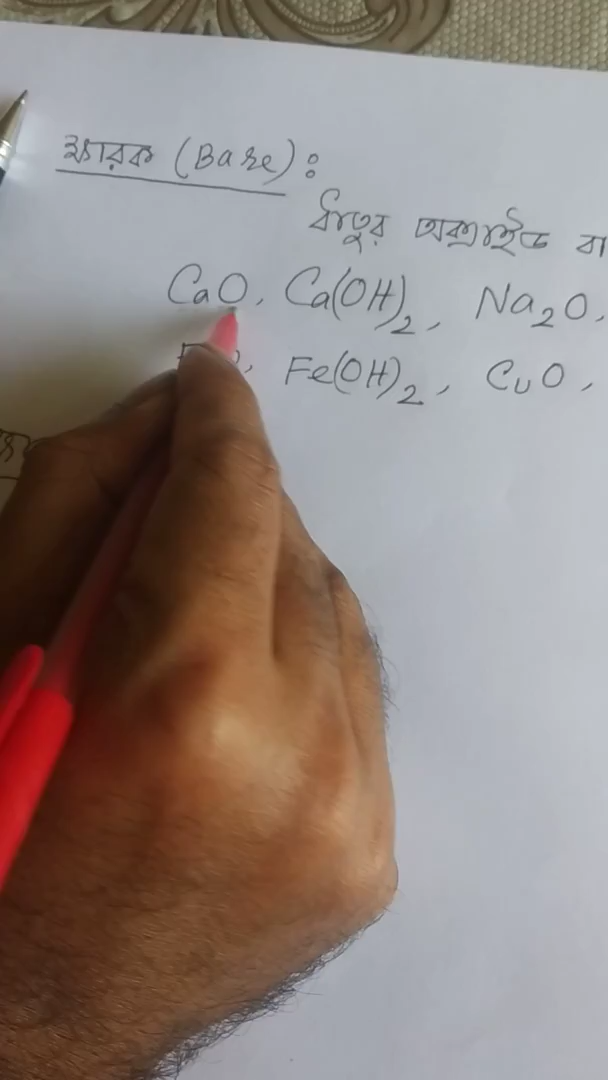 ক্ষারক (Base) :
ধাতুর অক্সাইড বা
CaO, Ca(OH)₂, Na₂O,
Fe(OH)₂, CuO,